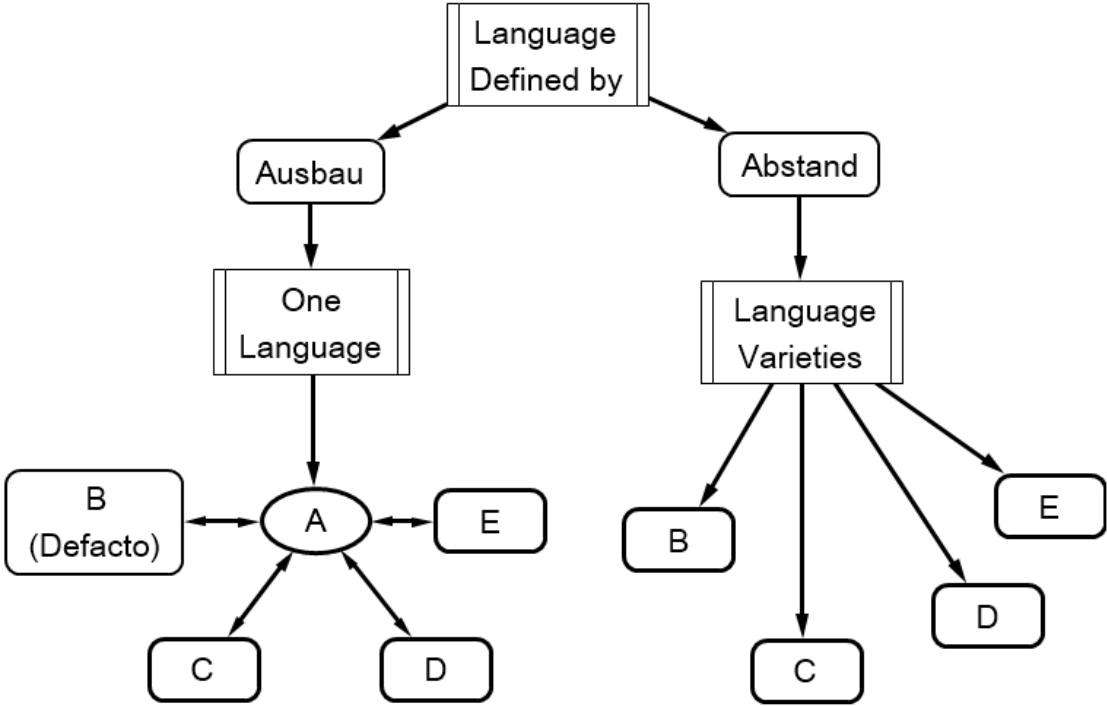 Language
Defined by
Ausbau
Abstand
One
Language
Language
Varieties
B
(Defacto)
A
E
C
D
B
C
D
E